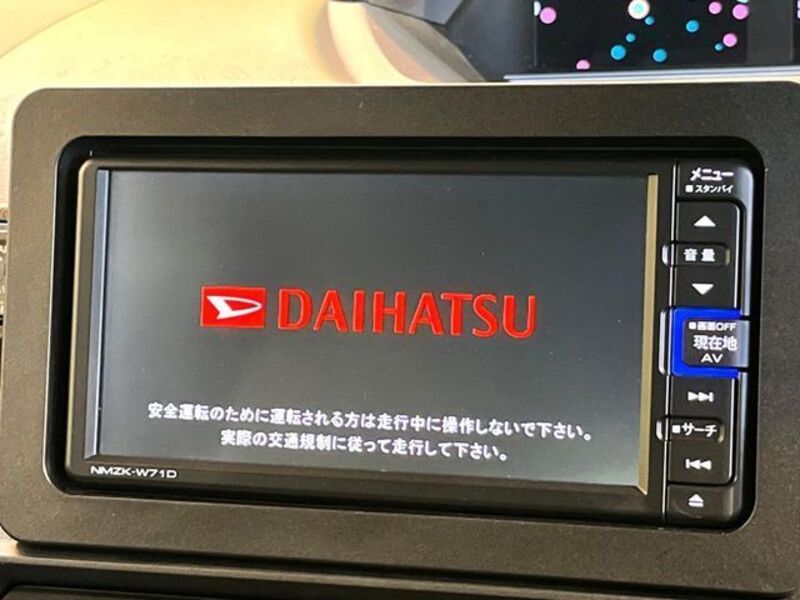 DAIHATSU
安全運転のために運転される方は走行中に操作しないで下さい。
実際の交通規制に従って走行して下さい。
NMZK-W71D
メニュー
■スタンバイ
音量
■画面OFF
現在地
AV
■サーチ